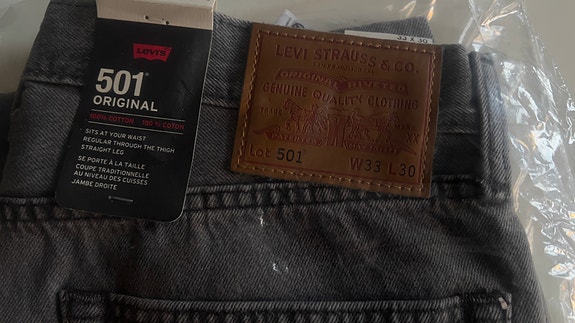 Levi's
501®
ORIGINAL
100% COTTON · 100 % COTON
SITS AT YOUR WAIST
REGULAR THROUGH THE THIGH
STRAIGHT LEG
SE PORTE À LA TAILLE
COUPE TRADITIONNELLE
AU NIVEAU DES CUISSES
JAMBE DROITE
33 X 30
LEVI STRAUSS & CO.
ORIGINAL RIVETED
GENUINE QUALITY CLOTHING
TRADE
XX
Lot 501 W33 L30